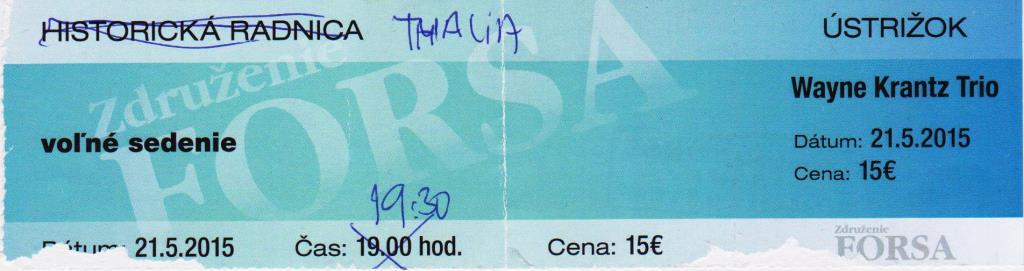 HISTORICKÁ RADNICA THALIA
ÚSTRIŽOK
Združenie
FORSA
Wayne Krantz Trio
voľné sedenie
Dátum: 21.5.2015
Cena: 15€
19:30
Dátum: 21.5.2015 Čas: 19.00 hod. Cena: 15€
Združenie
FORSA